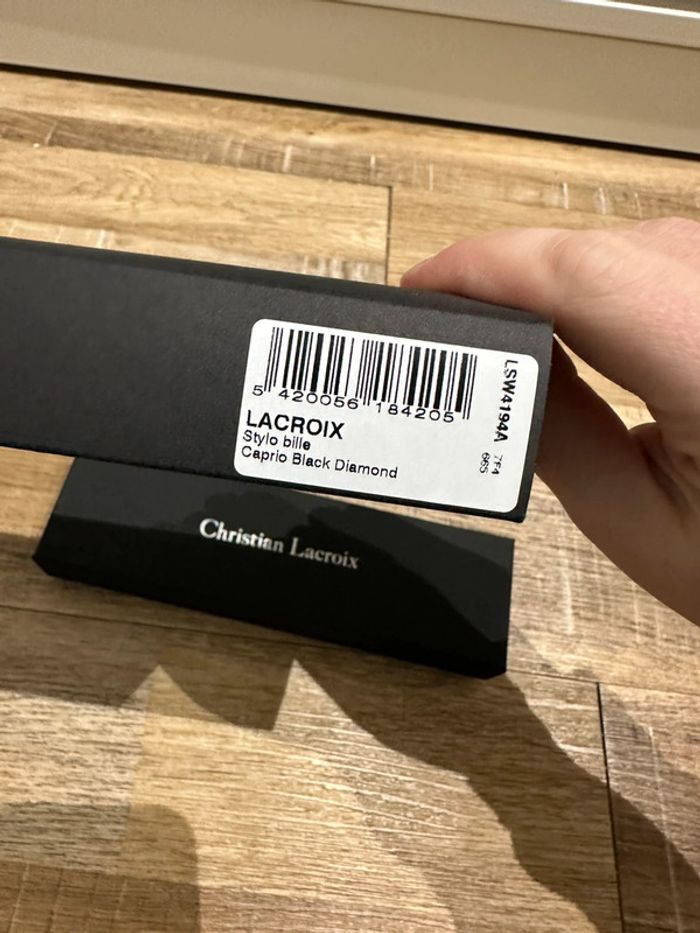 5 420056 184205
LACROIX
Stylo bille
Caprio Black Diamond
LSW4194A
7F4
665
Christian Lacroix